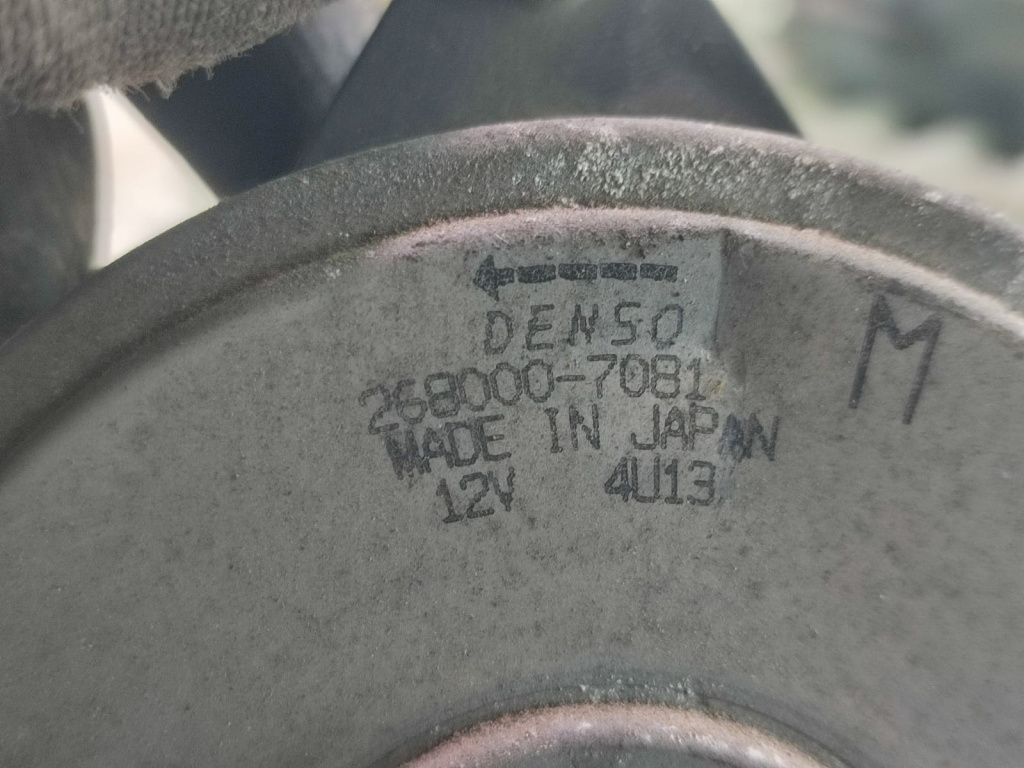 DENSO
M
268000-7081
MADE IN JAPAN
12V 4U13